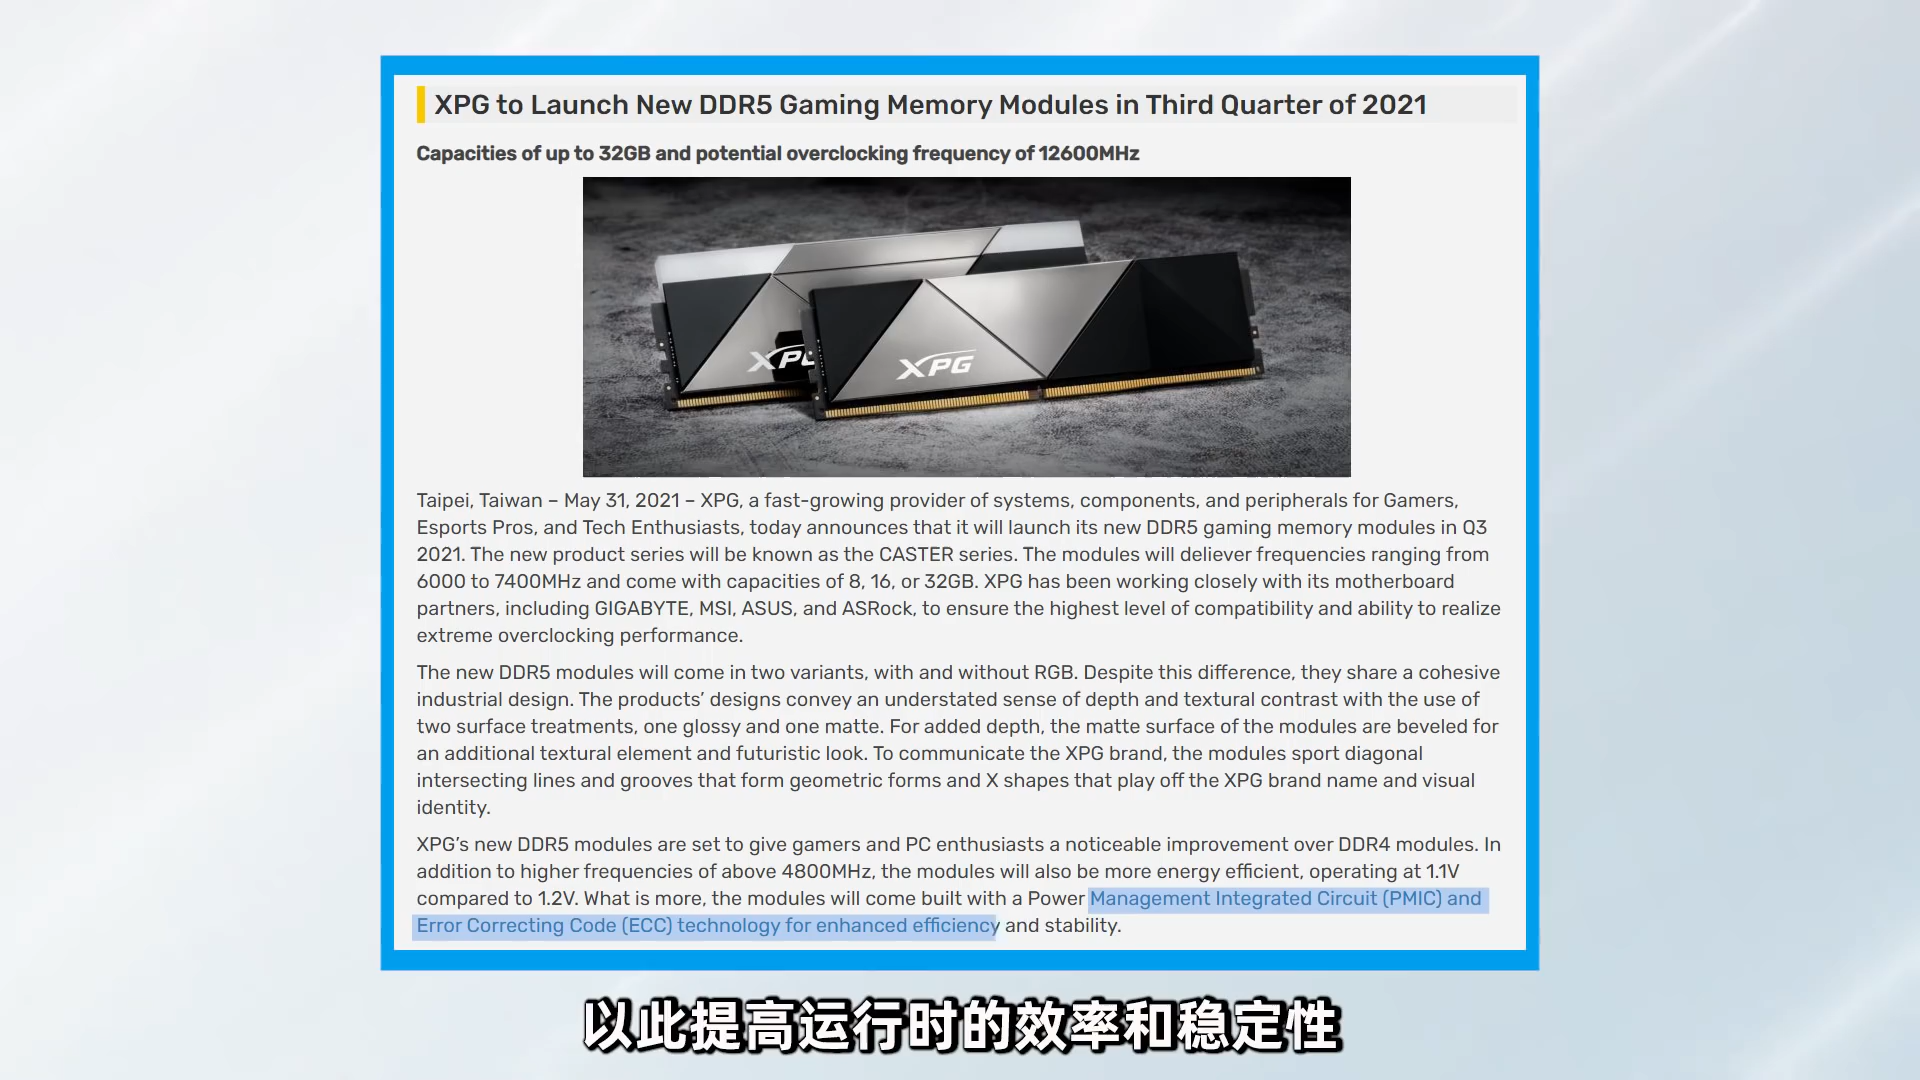 XPG to Launch New DDR5 Gaming Memory Modules in Third Quarter of 2021
Capacities of up to 32GB and potential overclocking frequency of 12600MHz
XPG
XPG
Taipei, Taiwan – May 31, 2021 – XPG, a fast-growing provider of systems, components, and peripherals for Gamers,
Esports Pros, and Tech Enthusiasts, today announces that it will launch its new DDR5 gaming memory modules in Q3
2021. The new product series will be known as the CASTER series. The modules will deliever frequencies ranging from
6000 to 7400MHz and come with capacities of 8, 16, or 32GB. XPG has been working closely with its motherboard
partners, including GIGABYTE, MSI, ASUS, and ASRock, to ensure the highest level of compatibility and ability to realize
extreme overclocking performance.
The new DDR5 modules will come in two variants, with and without RGB. Despite this difference, they share a cohesive
industrial design. The products’ designs convey an understated sense of depth and textural contrast with the use of
two surface treatments, one glossy and one matte. For added depth, the matte surface of the modules are beveled for
an additional textural element and futuristic look. To communicate the XPG brand, the modules sport diagonal
intersecting lines and grooves that form geometric forms and X shapes that play off the XPG brand name and visual
identity.
XPG’s new DDR5 modules are set to give gamers and PC enthusiasts a noticeable improvement over DDR4 modules. In
addition to higher frequencies of above 4800MHz, the modules will also be more energy efficient, operating at 1.1V
compared to 1.2V. What is more, the modules will come built with a Power Management Integrated Circuit (PMIC) and
Error Correcting Code (ECC) technology for enhanced efficiency and stability.
以此提高运行时的效率和稳定性